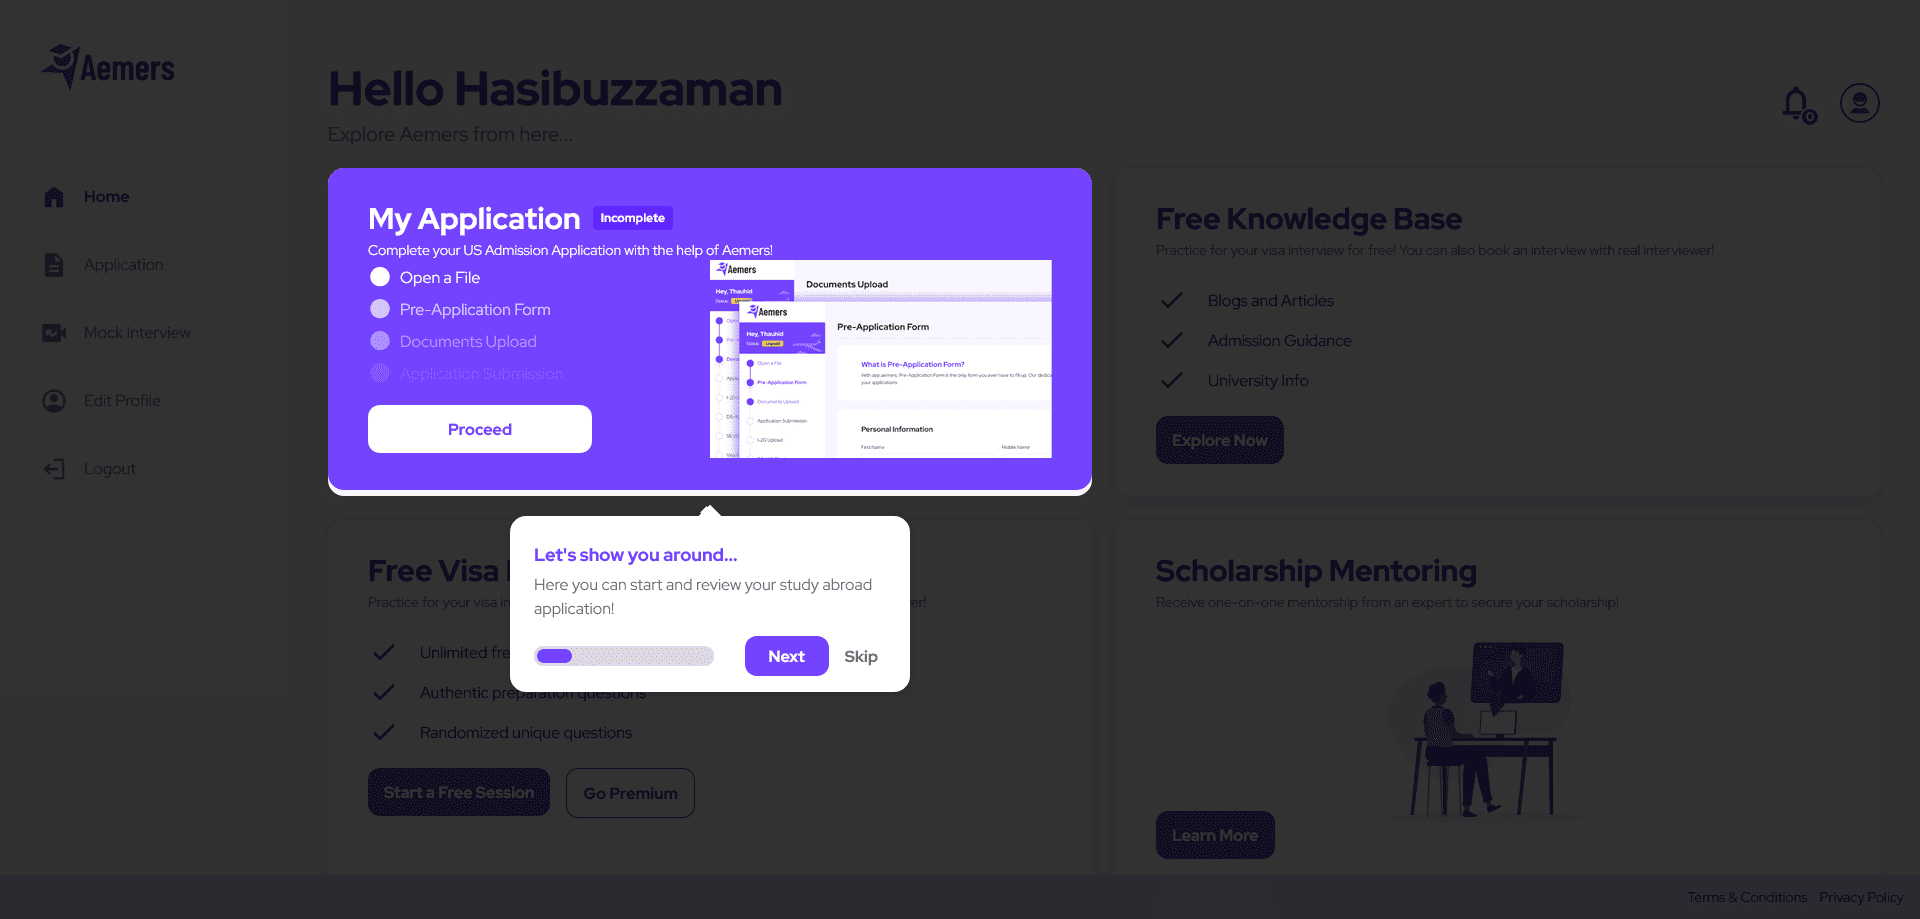 Aemers
Hello Hasibuzzaman
Explore Aemers from here...
0
Home
Application
Mock Interview
Edit Profile
Logout
My Application
Incomplete
Complete your US Admission Application with the help of Aemers!
Open a File
Pre-Application Form
Documents Upload
Application Submission
Proceed
Aemers
Hey, Thauhid
Documents Upload
Aemers
Hey, Thauhid
Status:
Open a File
Pre-Application Form
Documents Upload
Application Submission
I-20 Upload
Pre-Application Form
What is Pre-Application Form?
your applications.
Personal Information
First Name
Middle Name
Free Knowledge Base
Practice for your visa interview for free! You can also book an interview with real interviewer!
Blogs and Articles
Admission Guidance
University Info
Explore Now
Let's show you around...
Here you can start and review your study abroad
application!
Next
Skip
Free Visa
Practice for your visa in
er!
Unlimited fre
Authentic preparation questions
Randomized unique questions
Start a Free Session
Go Premium
Scholarship Mentoring
Receive one-on-one mentorship from an expert to secure your scholarship!
Learn More
Terms & Conditions
Privacy Policy